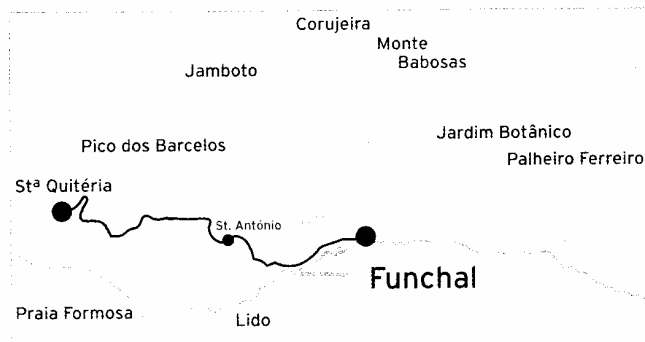 Corujeira
Monte
Babosas
Jamboto
Jardim Botânico
Pico dos Barcelos
Palheiro Ferreiro
Stª Quitéria
St. António
Funchal
Praia Formosa
Lido